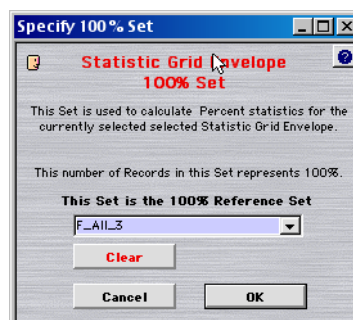 Specify 100% Set
Statistic Grid Envelope
100% Set
This Set is used to calculate Percent statistics for the
currently selected selected Statistic Grid Envelope.
This number of Records in this Set represents 100%.
This Set is the 100% Reference Set
F_All_3
Clear
Cancel
OK